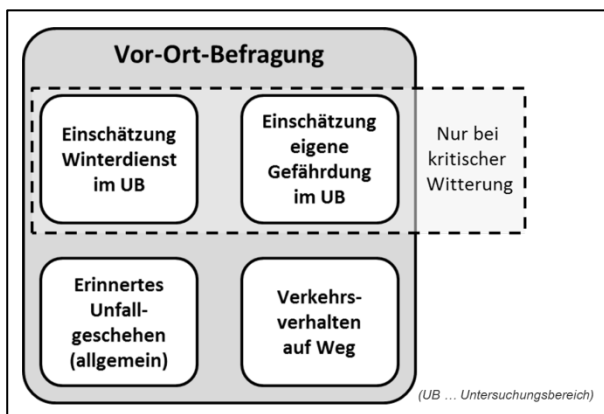 Vor-Ort-Befragung
Einschätzung
Winterdienst
im UB
Einschätzung
eigene
Gefährdung
im UB
Nur bei
kritischer
Witterung
Erinnertes
Unfall-
geschehen
(allgemein)
Verkehrs-
verhalten
auf Weg
(UB ... Untersuchungsbereich)